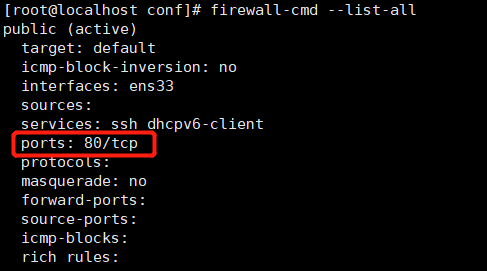 [root@localhost conf]# firewall-cmd --list-all
public (active)
  target: default
  icmp-block-inversion: no
  interfaces: ens33
  sources:
  services: ssh dhcpv6-client
  ports: 80/tcp
  protocols:
  masquerade: no
  forward-ports:
  source-ports:
  icmp-blocks:
  rich rules: